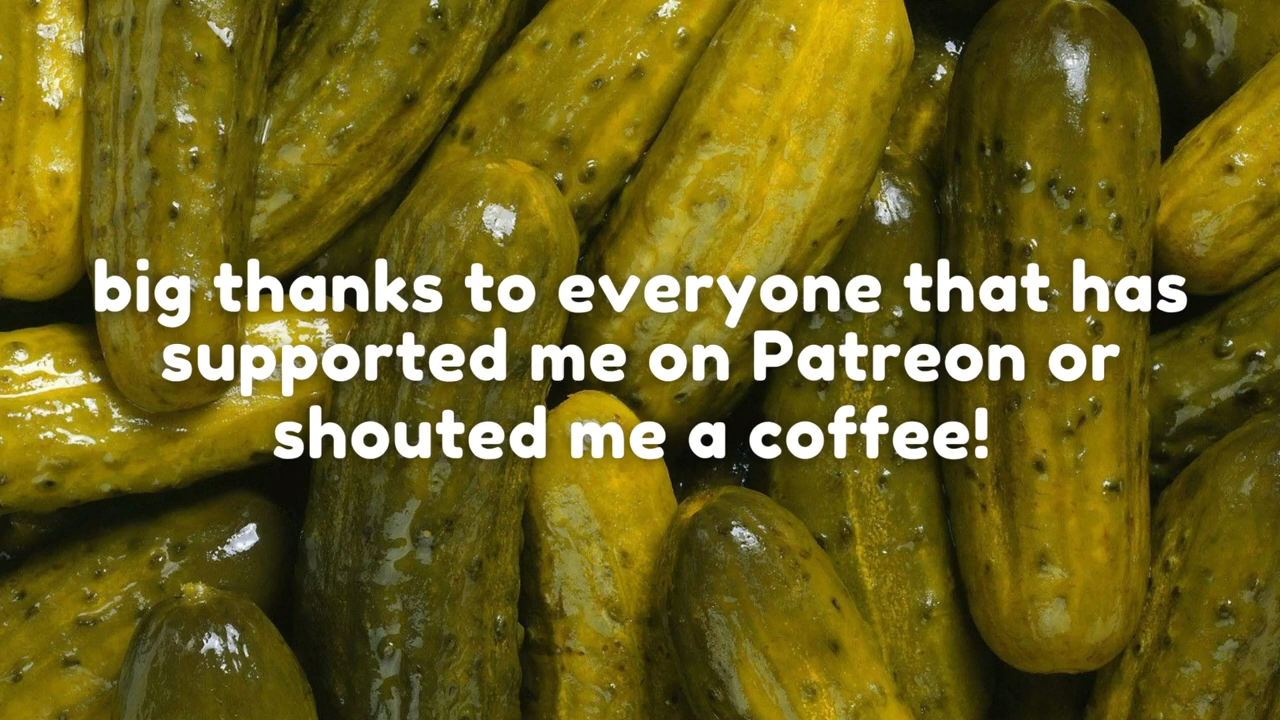 big thanks to everyone that has
supported me on Patreon or
shouted me a coffee!